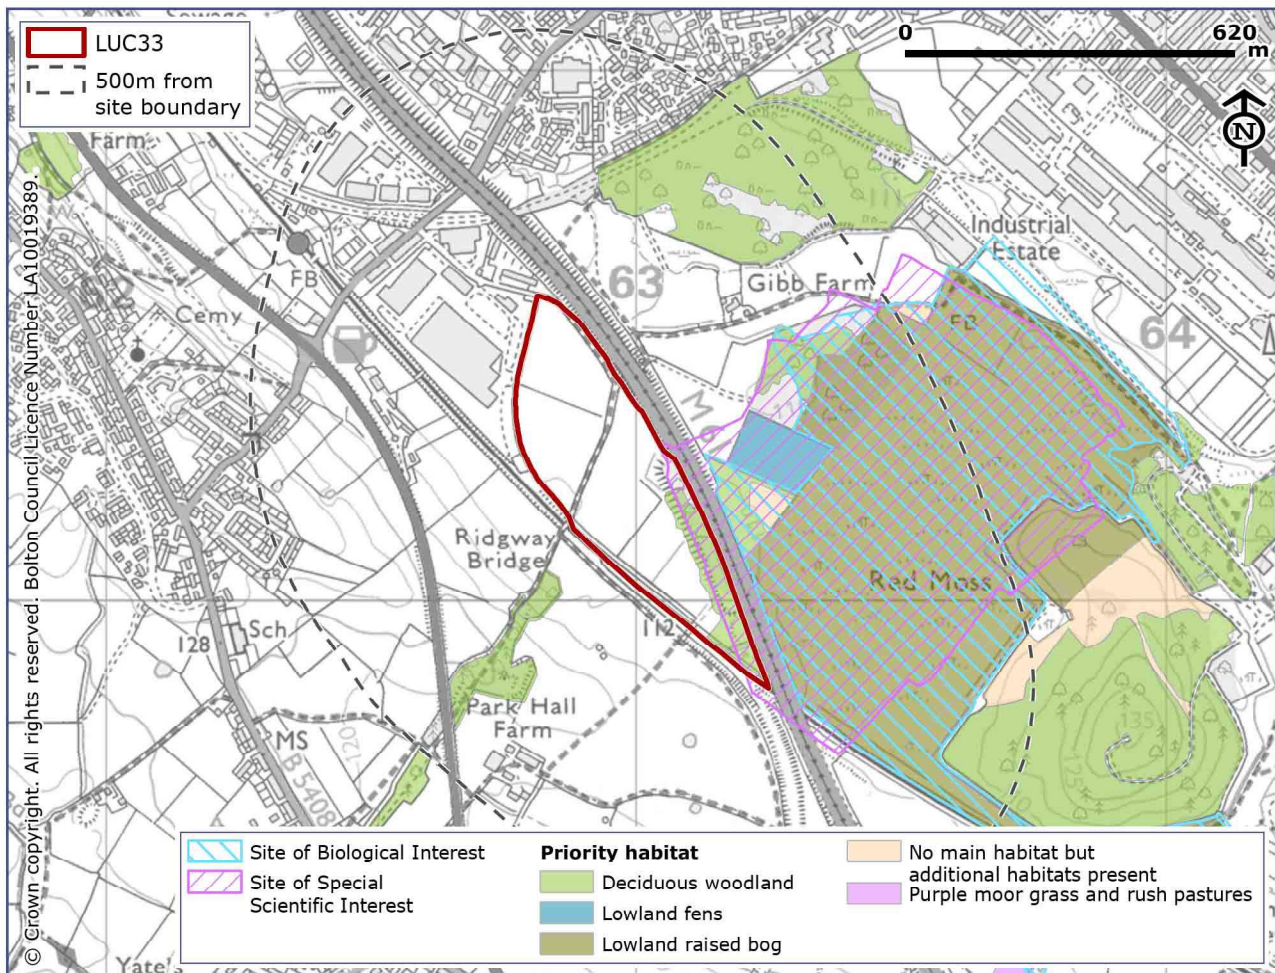 Sewage
LUC33
500m from
site boundary
0
620
m
N
Farm
Industrial
Estate
63
Gibb Farm
FB
Cemy
FB
64
M
Ridgway
Bridge
Red Moss
112
Sch
128
Park Hall
Farm
135
125
MS
120
B 5408
Site of Biological Interest
Site of Special
Scientific Interest
Priority habitat
Deciduous woodland
Lowland fens
Lowland raised bog
No main habitat but
additional habitats present
Purple moor grass and rush pastures
© Crown copyright. All rights reserved. Bolton Council Licence Number LA100019389.